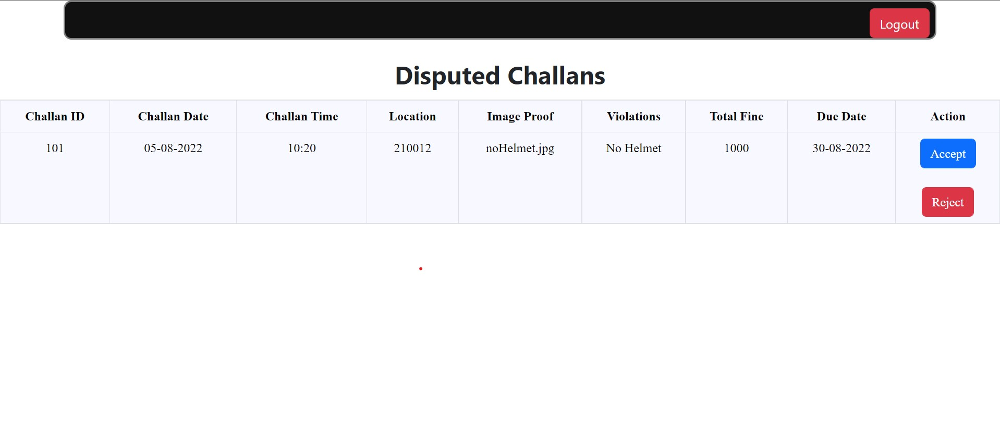 Logout
Disputed Challans
Challan ID Challan Date Challan Time Location Image Proof Violations Total Fine Due Date Action
101 05-08-2022 10:20 210012 noHelmet.jpg No Helmet 1000 30-08-2022 Accept
Reject